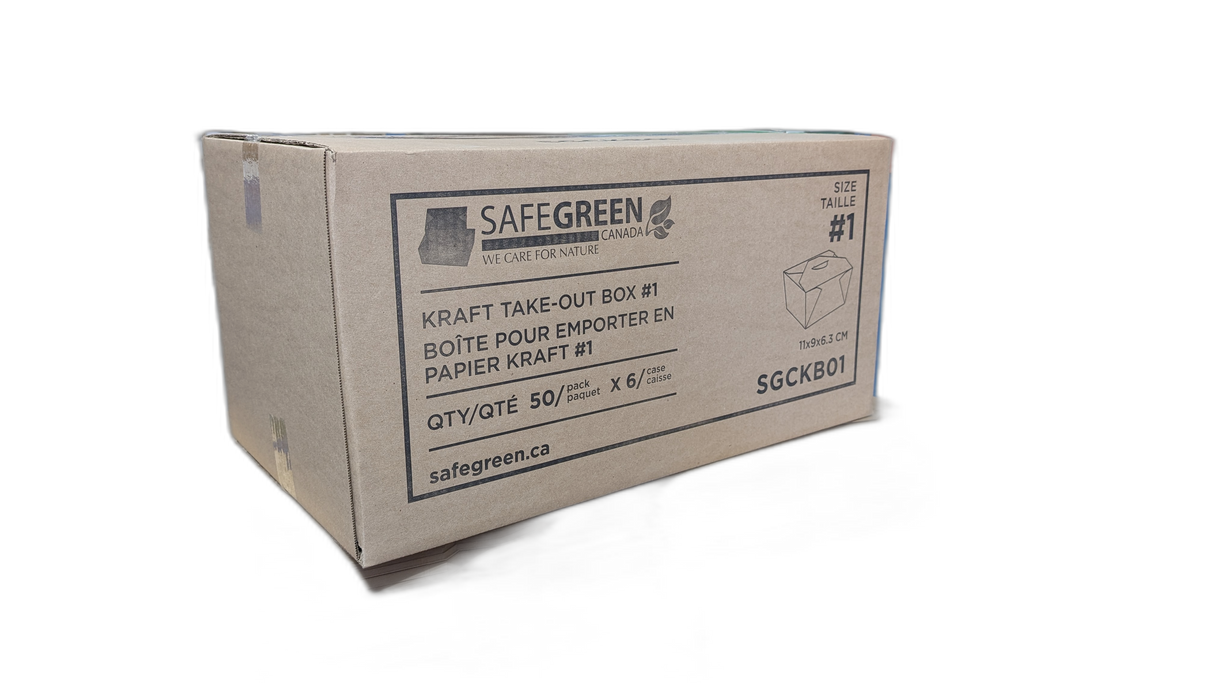 SAFEGREEN
CANADA
WE CARE FOR NATURE
KRAFT TAKE-OUT BOX #1
BOÎTE POUR EMPORTER EN
PAPIER KRAFT #1
QTY/QTÉ 50/ pack paquet X 6/ case caisse
safegreen.ca
SIZE
TAILLE
#1
11x9x6.3 CM
SGCKB01